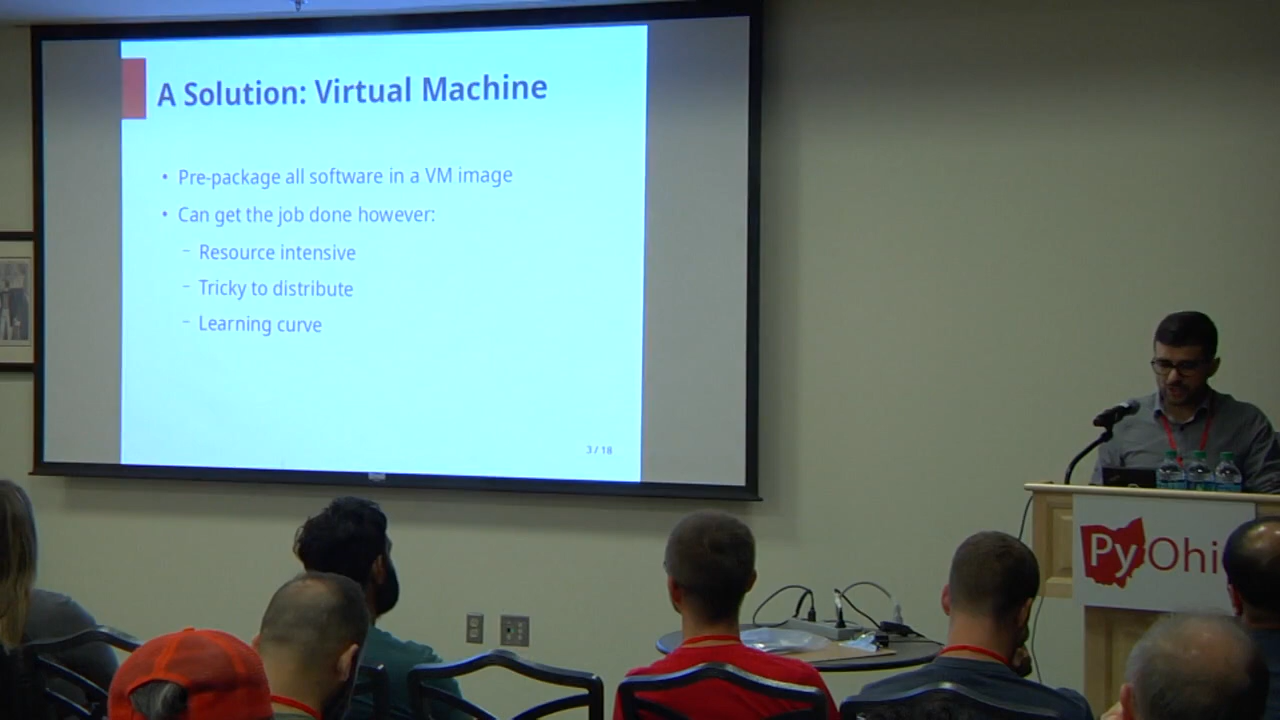 A Solution: Virtual Machine
• Pre-package all software in a VM image
• Can get the job done however:
– Resource intensive
– Tricky to distribute
– Learning curve
3 / 18
PyOhi